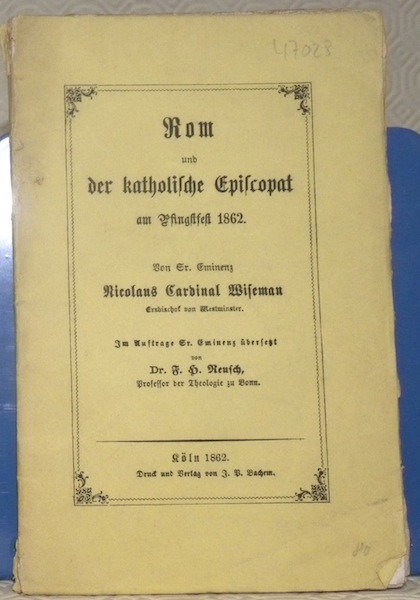 47028
Rom
und
der katholische Episcopat
am Pfingstfest 1862.
Von Sr. Eminenz
Nicolaus Cardinal Wiseman
Erzbischof von Westminster.
Im Auftrage Sr. Eminenz übersetzt
von
Dr. F. H. Reusch,
Professor der Theologie zu Bonn.
Köln 1862.
Druck und Verlag von J. P. Bachem.
80